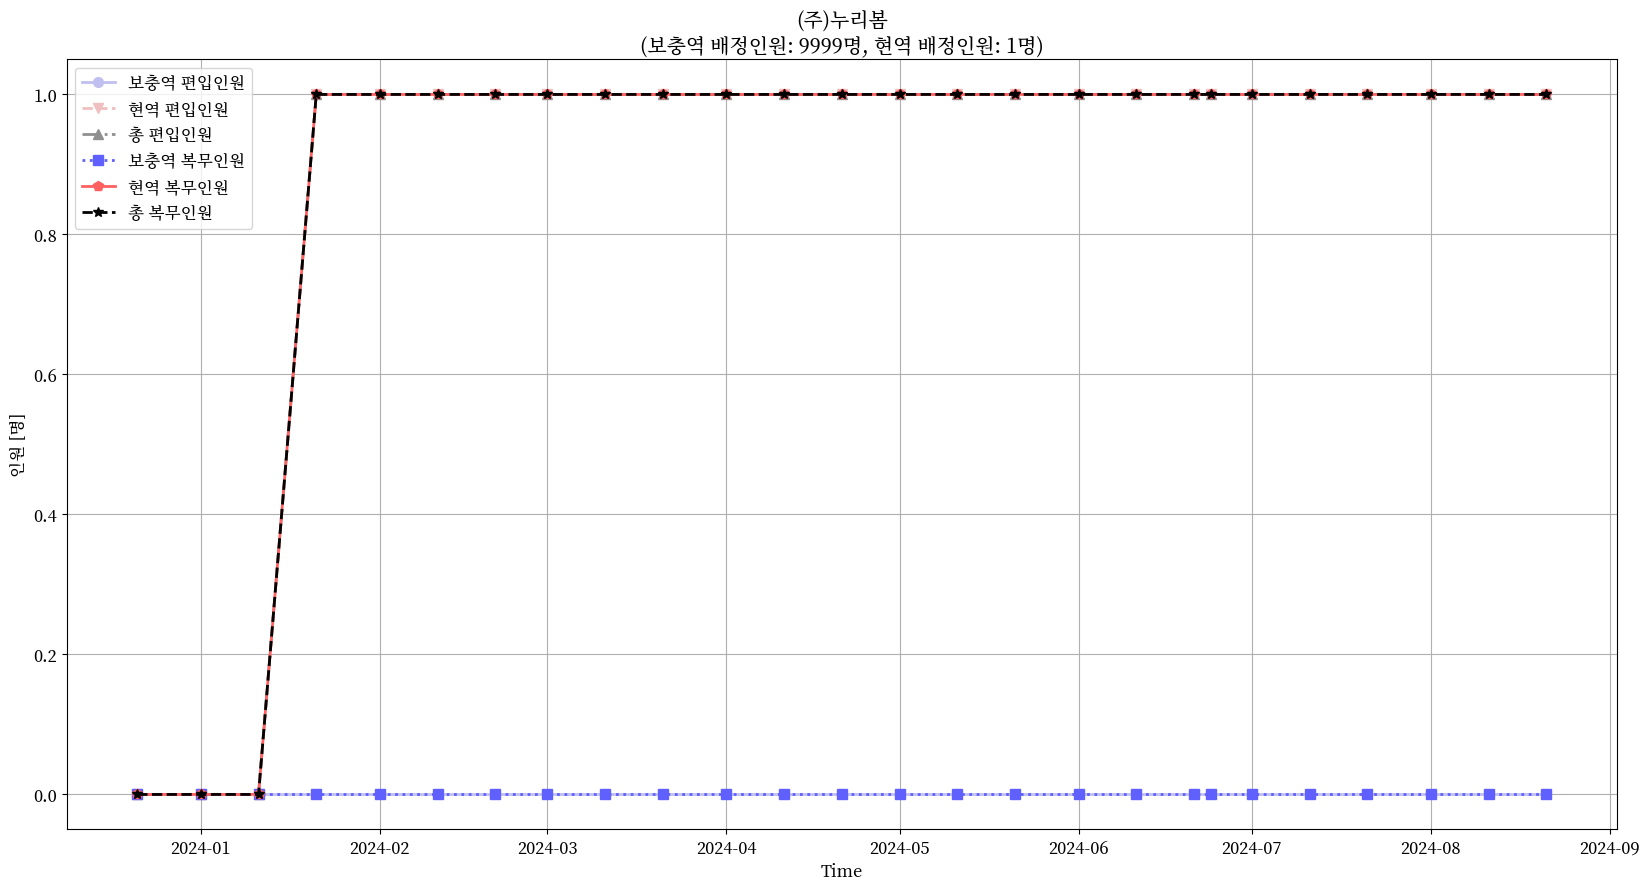 (주)누리봄
(보충역 배정인원: 9999명, 현역 배정인원: 1명)
보충역 편입인원
현역 편입인원
총 편입인원
보충역 복무인원
현역 복무인원
총 복무인원
인원 [명]
1.0
0.8
0.6
0.4
0.2
0.0
2024-01 2024-02 2024-03 2024-04 2024-05 2024-06 2024-07 2024-08 2024-09
Time